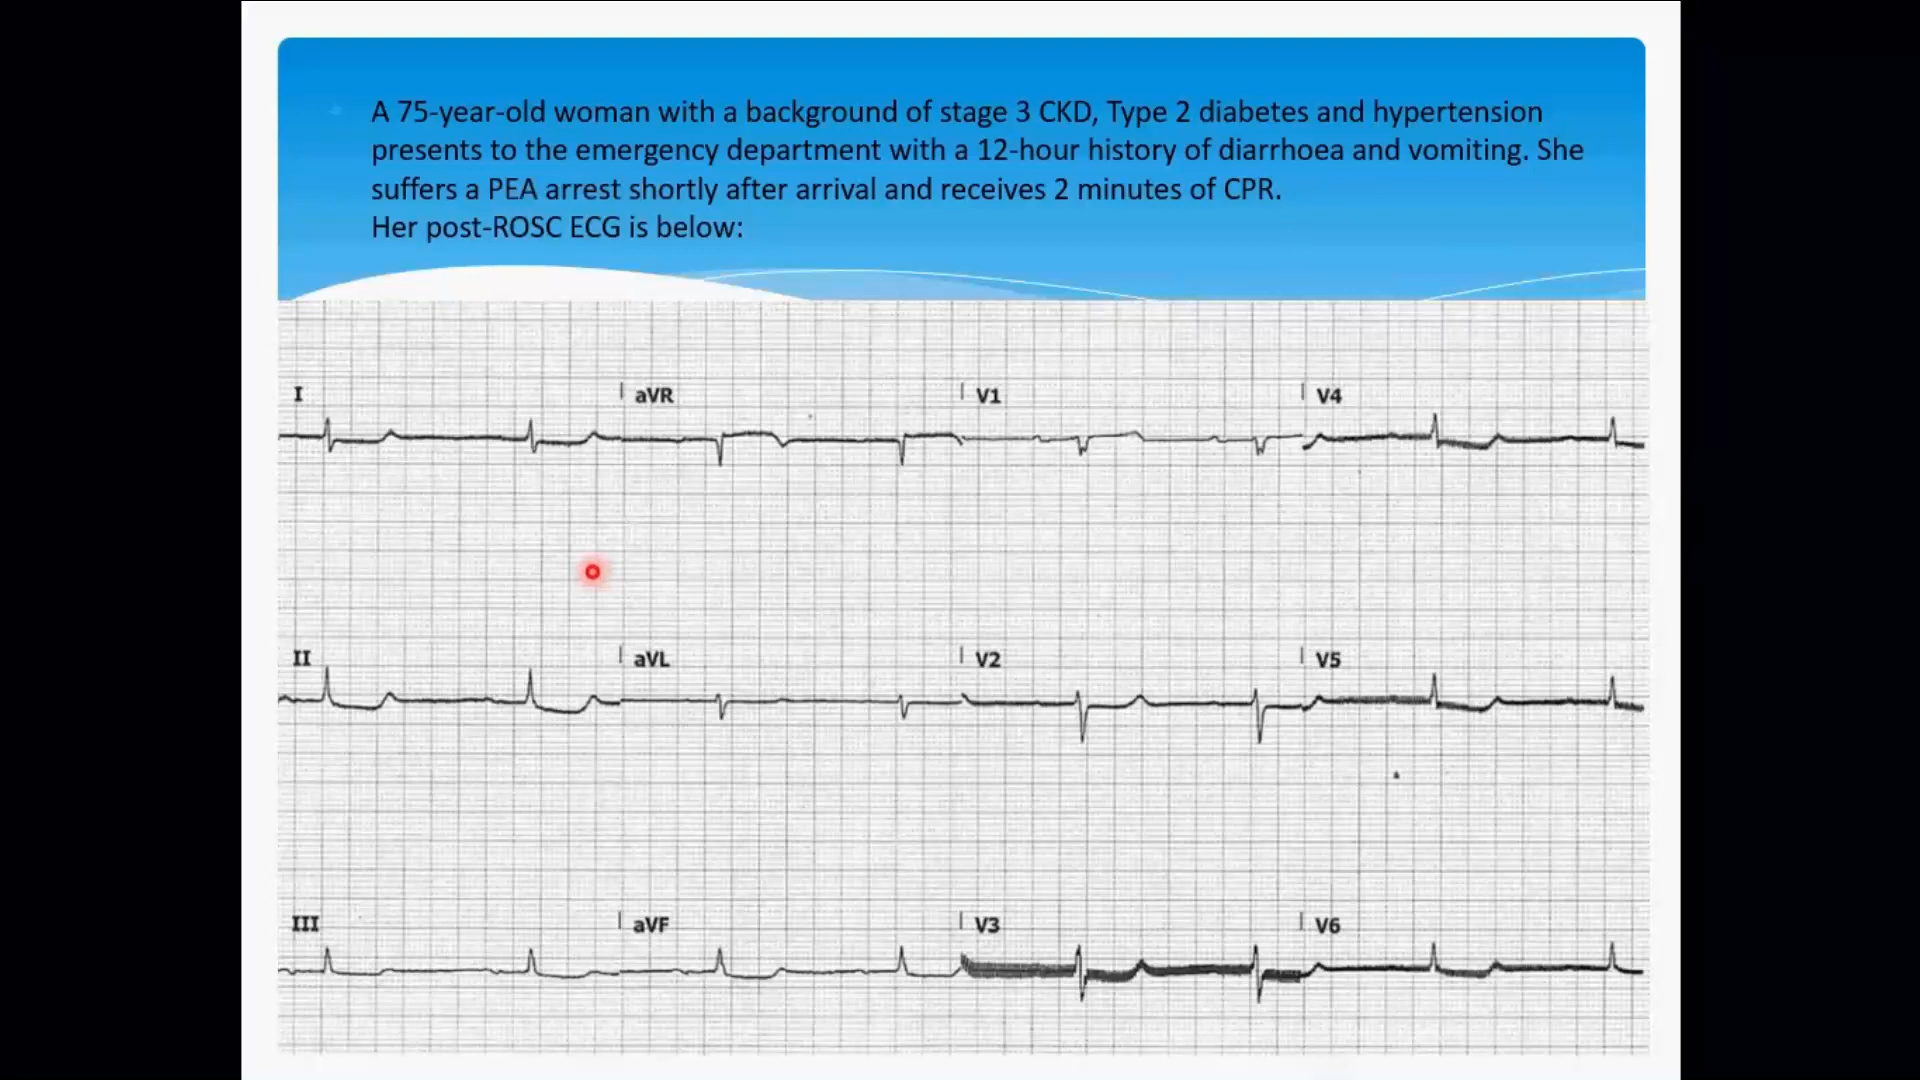 A 75-year-old woman with a background of stage 3 CKD, Type 2 diabetes and hypertension
presents to the emergency department with a 12-hour history of diarrhoea and vomiting. She
suffers a PEA arrest shortly after arrival and receives 2 minutes of CPR.
Her post-ROSC ECG is below:
I aVR V1 V4
II aVL V2 V5
III aVF V3 V6